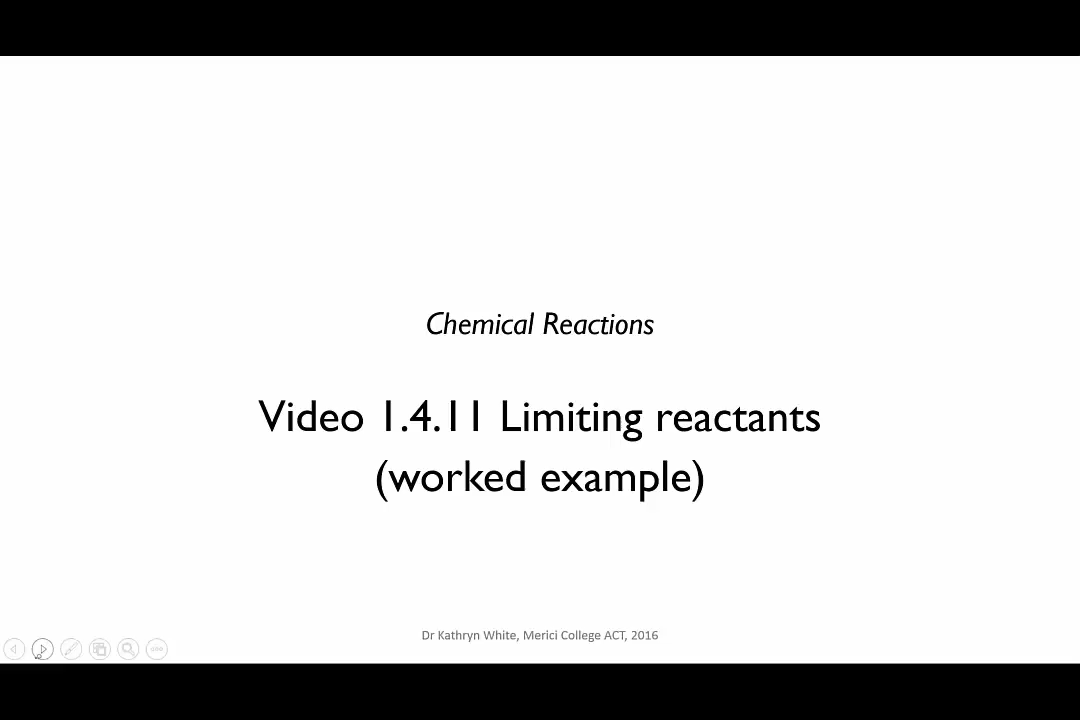 Chemical Reactions
Video 1.4.11 Limiting reactants
(worked example)
Dr Kathryn White, Merici College ACT, 2016